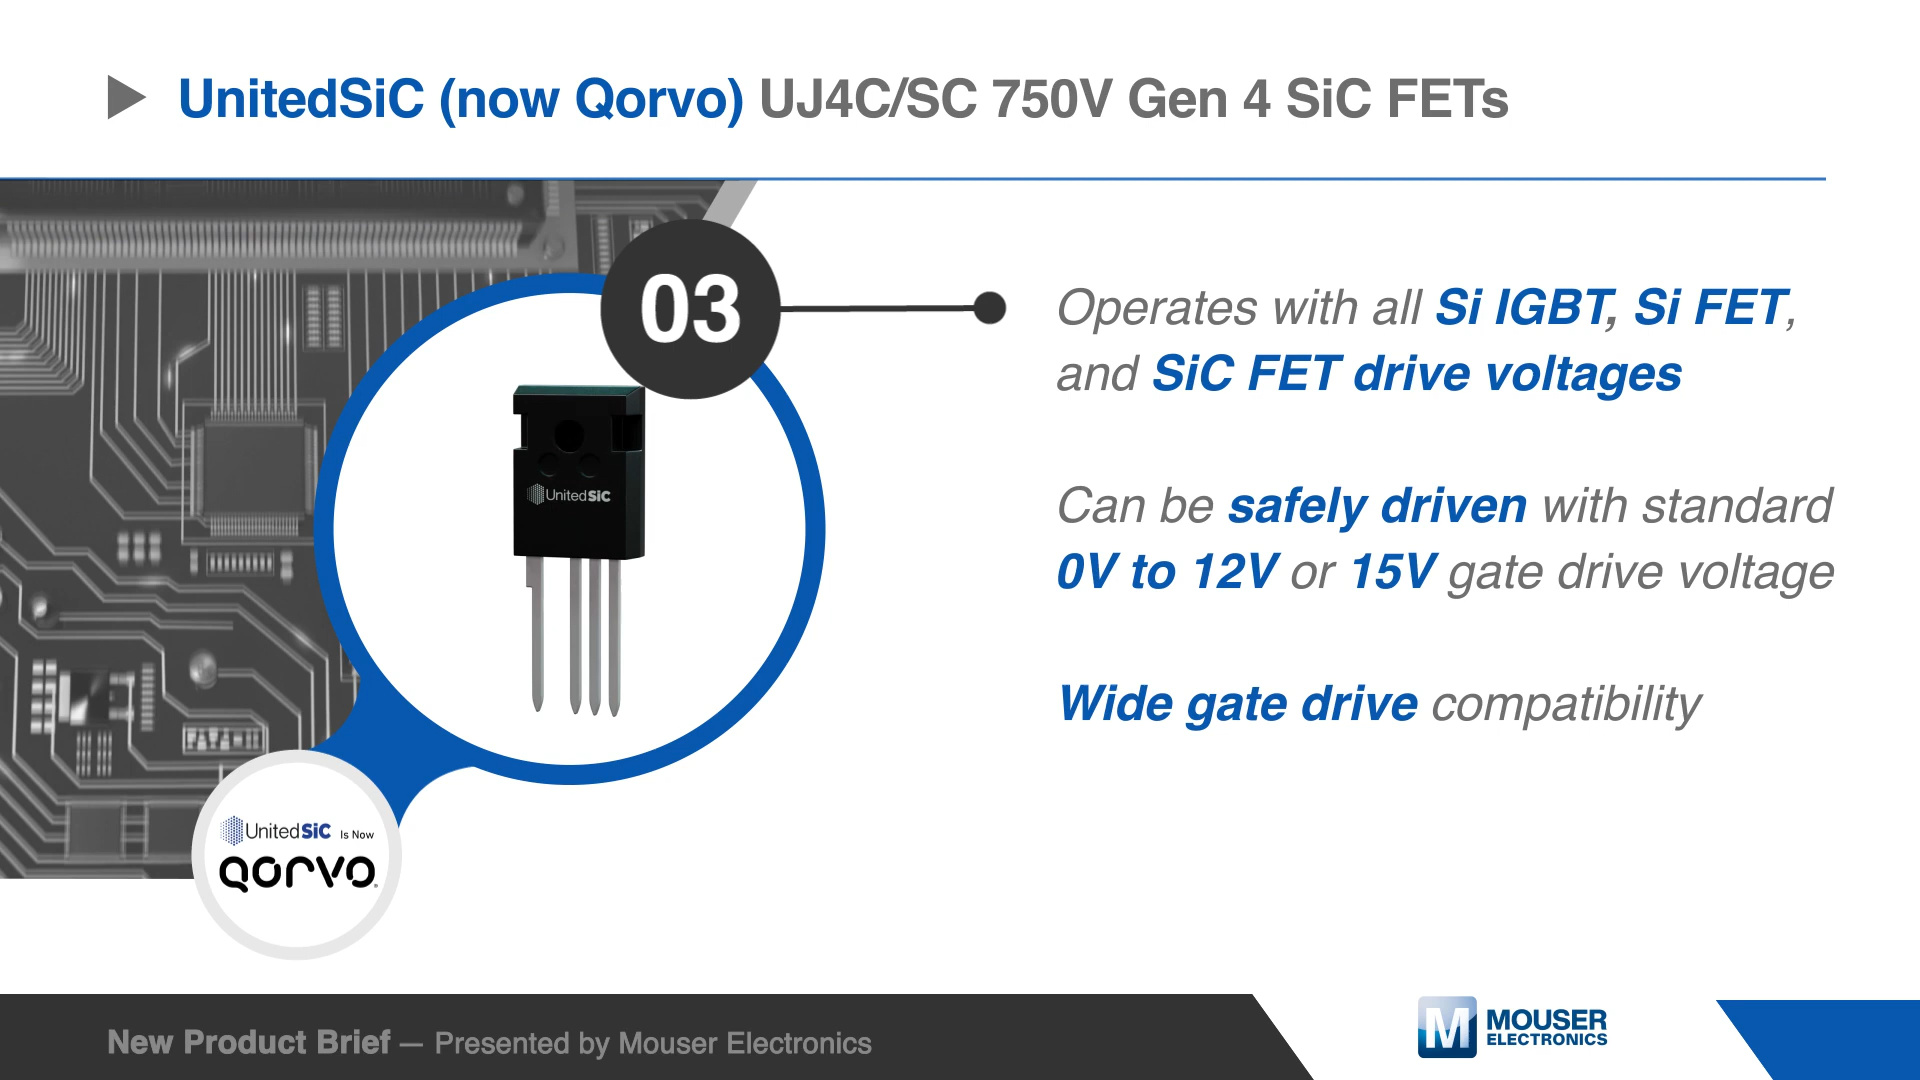 UnitedSiC (now Qorvo) UJ4C/SC 750V Gen 4 SiC FETs
03
Operates with all Si IGBT, Si FET,
and SiC FET drive voltages
Can be safely driven with standard
0V to 12V or 15V gate drive voltage
Wide gate drive compatibility
UnitedSiC
UnitedSiC Is Now
QORVO
New Product Brief — Presented by Mouser Electronics
M MOUSER
ELECTRONICS